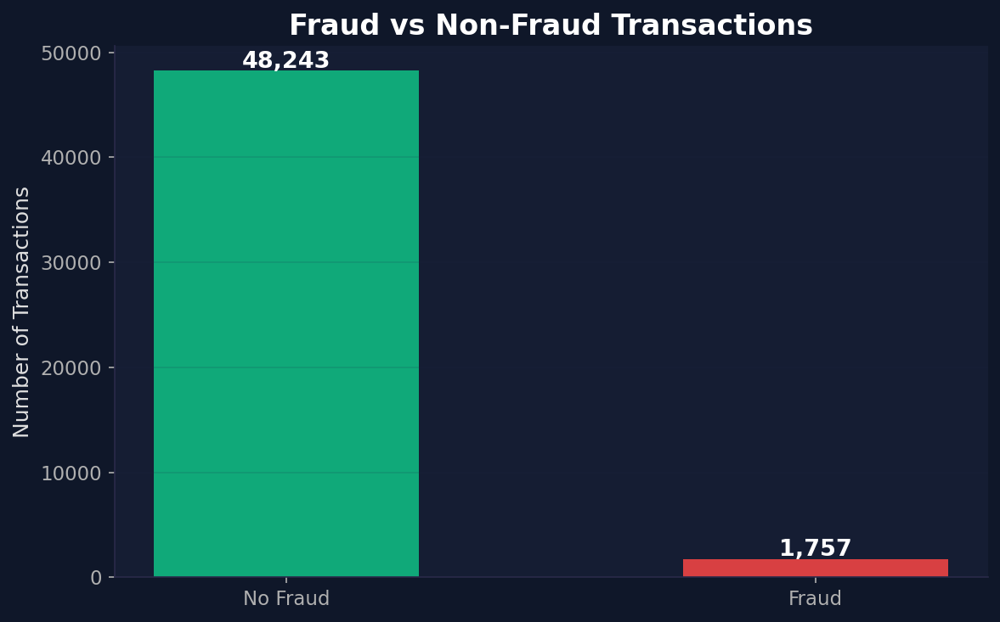 Fraud vs Non-Fraud Transactions
Number of Transactions
50000
40000
30000
20000
10000
0
48,243
1,757
No Fraud
Fraud